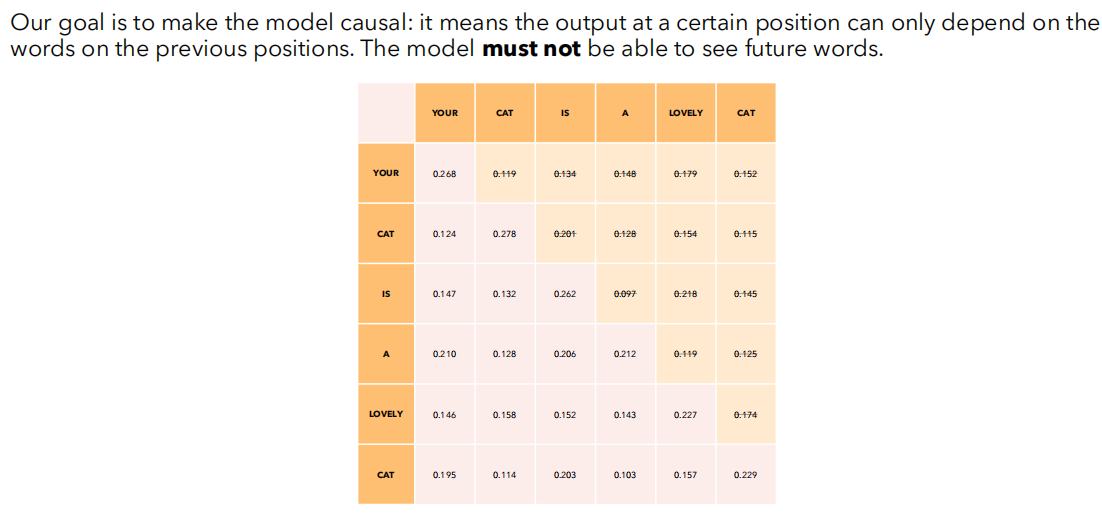 Our goal is to make the model causal: it means the output at a certain position can only depend on the
words on the previous positions. The model must not be able to see future words.
YOUR CAT IS A LOVELY CAT
YOUR 0.268 0.119 0.134 0.148 0.179 0.152
CAT 0.124 0.278 0.201 0.128 0.154 0.115
IS 0.147 0.132 0.262 0.097 0.218 0.145
A 0.210 0.128 0.206 0.212 0.119 0.125
LOVELY 0.146 0.158 0.152 0.143 0.227 0.174
CAT 0.195 0.114 0.203 0.103 0.157 0.229